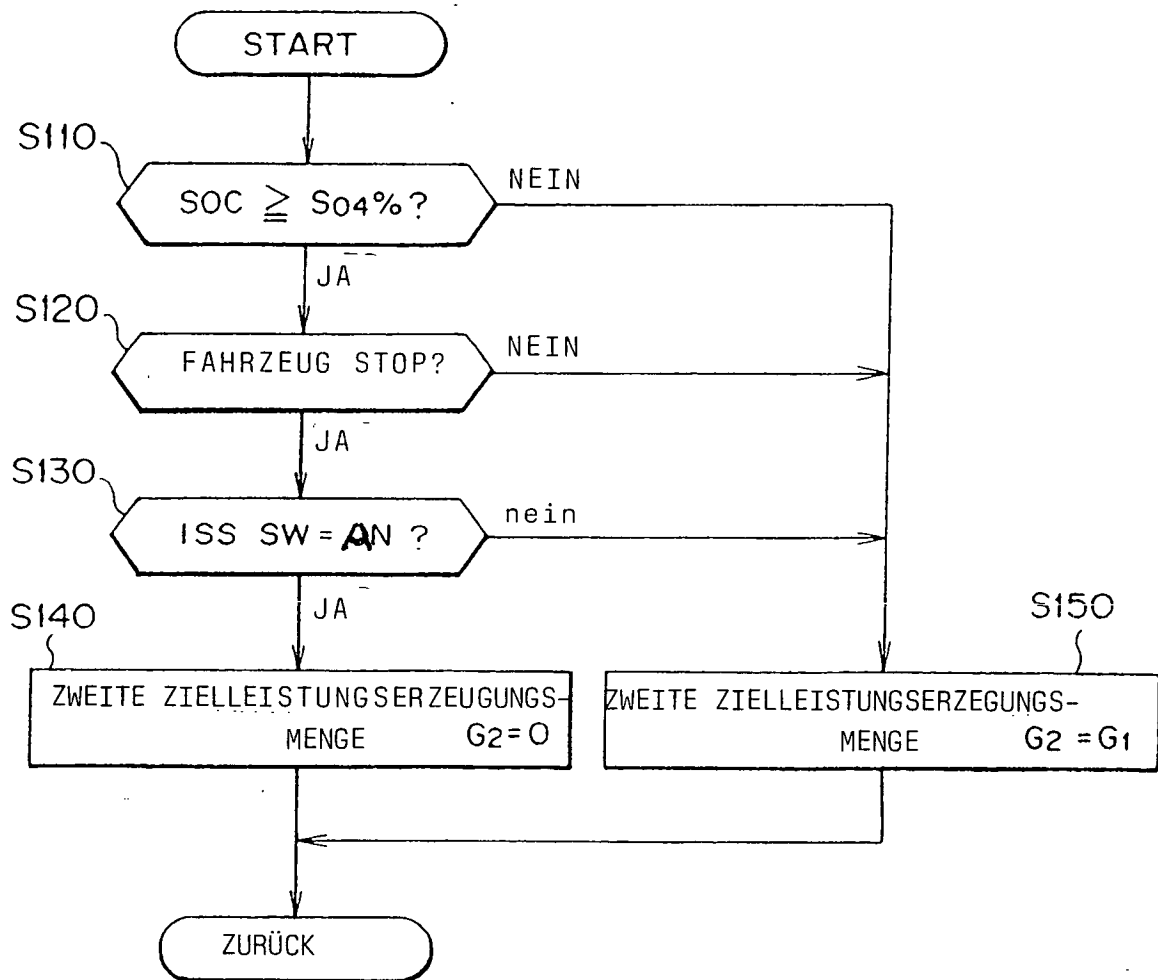 START
S110
SOC ≧ S04%?
NEIN
JA
S120
FAHRZEUG STOP?
NEIN
JA
S130
ISS SW = AN ?
nein
JA
S140
ZWEITE ZIELLEISTUNGSERZEUGUNGS-
MENGE G2=0
S150
ZWEITE ZIELLEISTUNGSERZEGUNGS-
MENGE G2 = G1
ZURÜCK